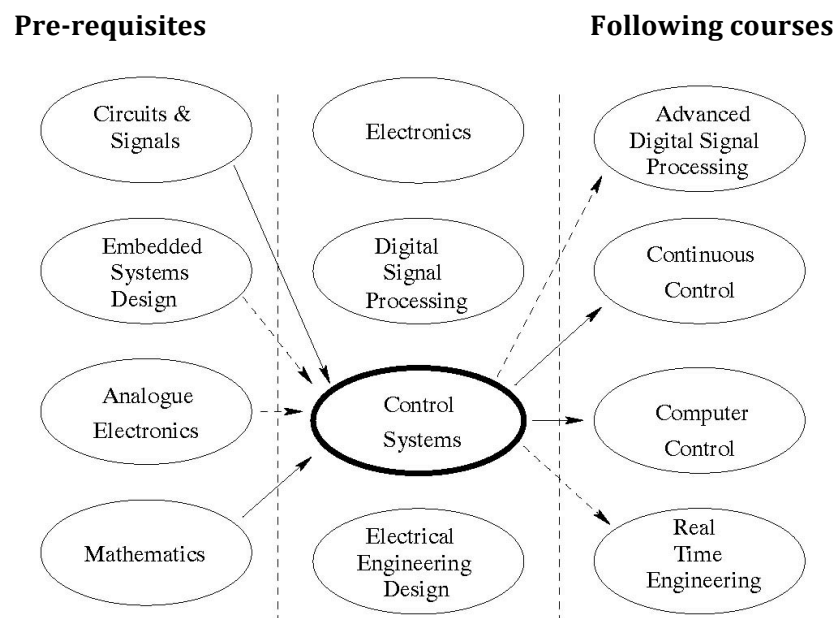 Pre-requisites
Following courses
Circuits &
Signals
Electronics
Advanced
Digital Signal
Processing
Embedded
Systems
Design
Digital
Signal
Processing
Continuous
Control
Analogue
Electronics
Control
Systems
Computer
Control
Mathematics
Electrical
Engineering
Design
Real
Time
Engineering